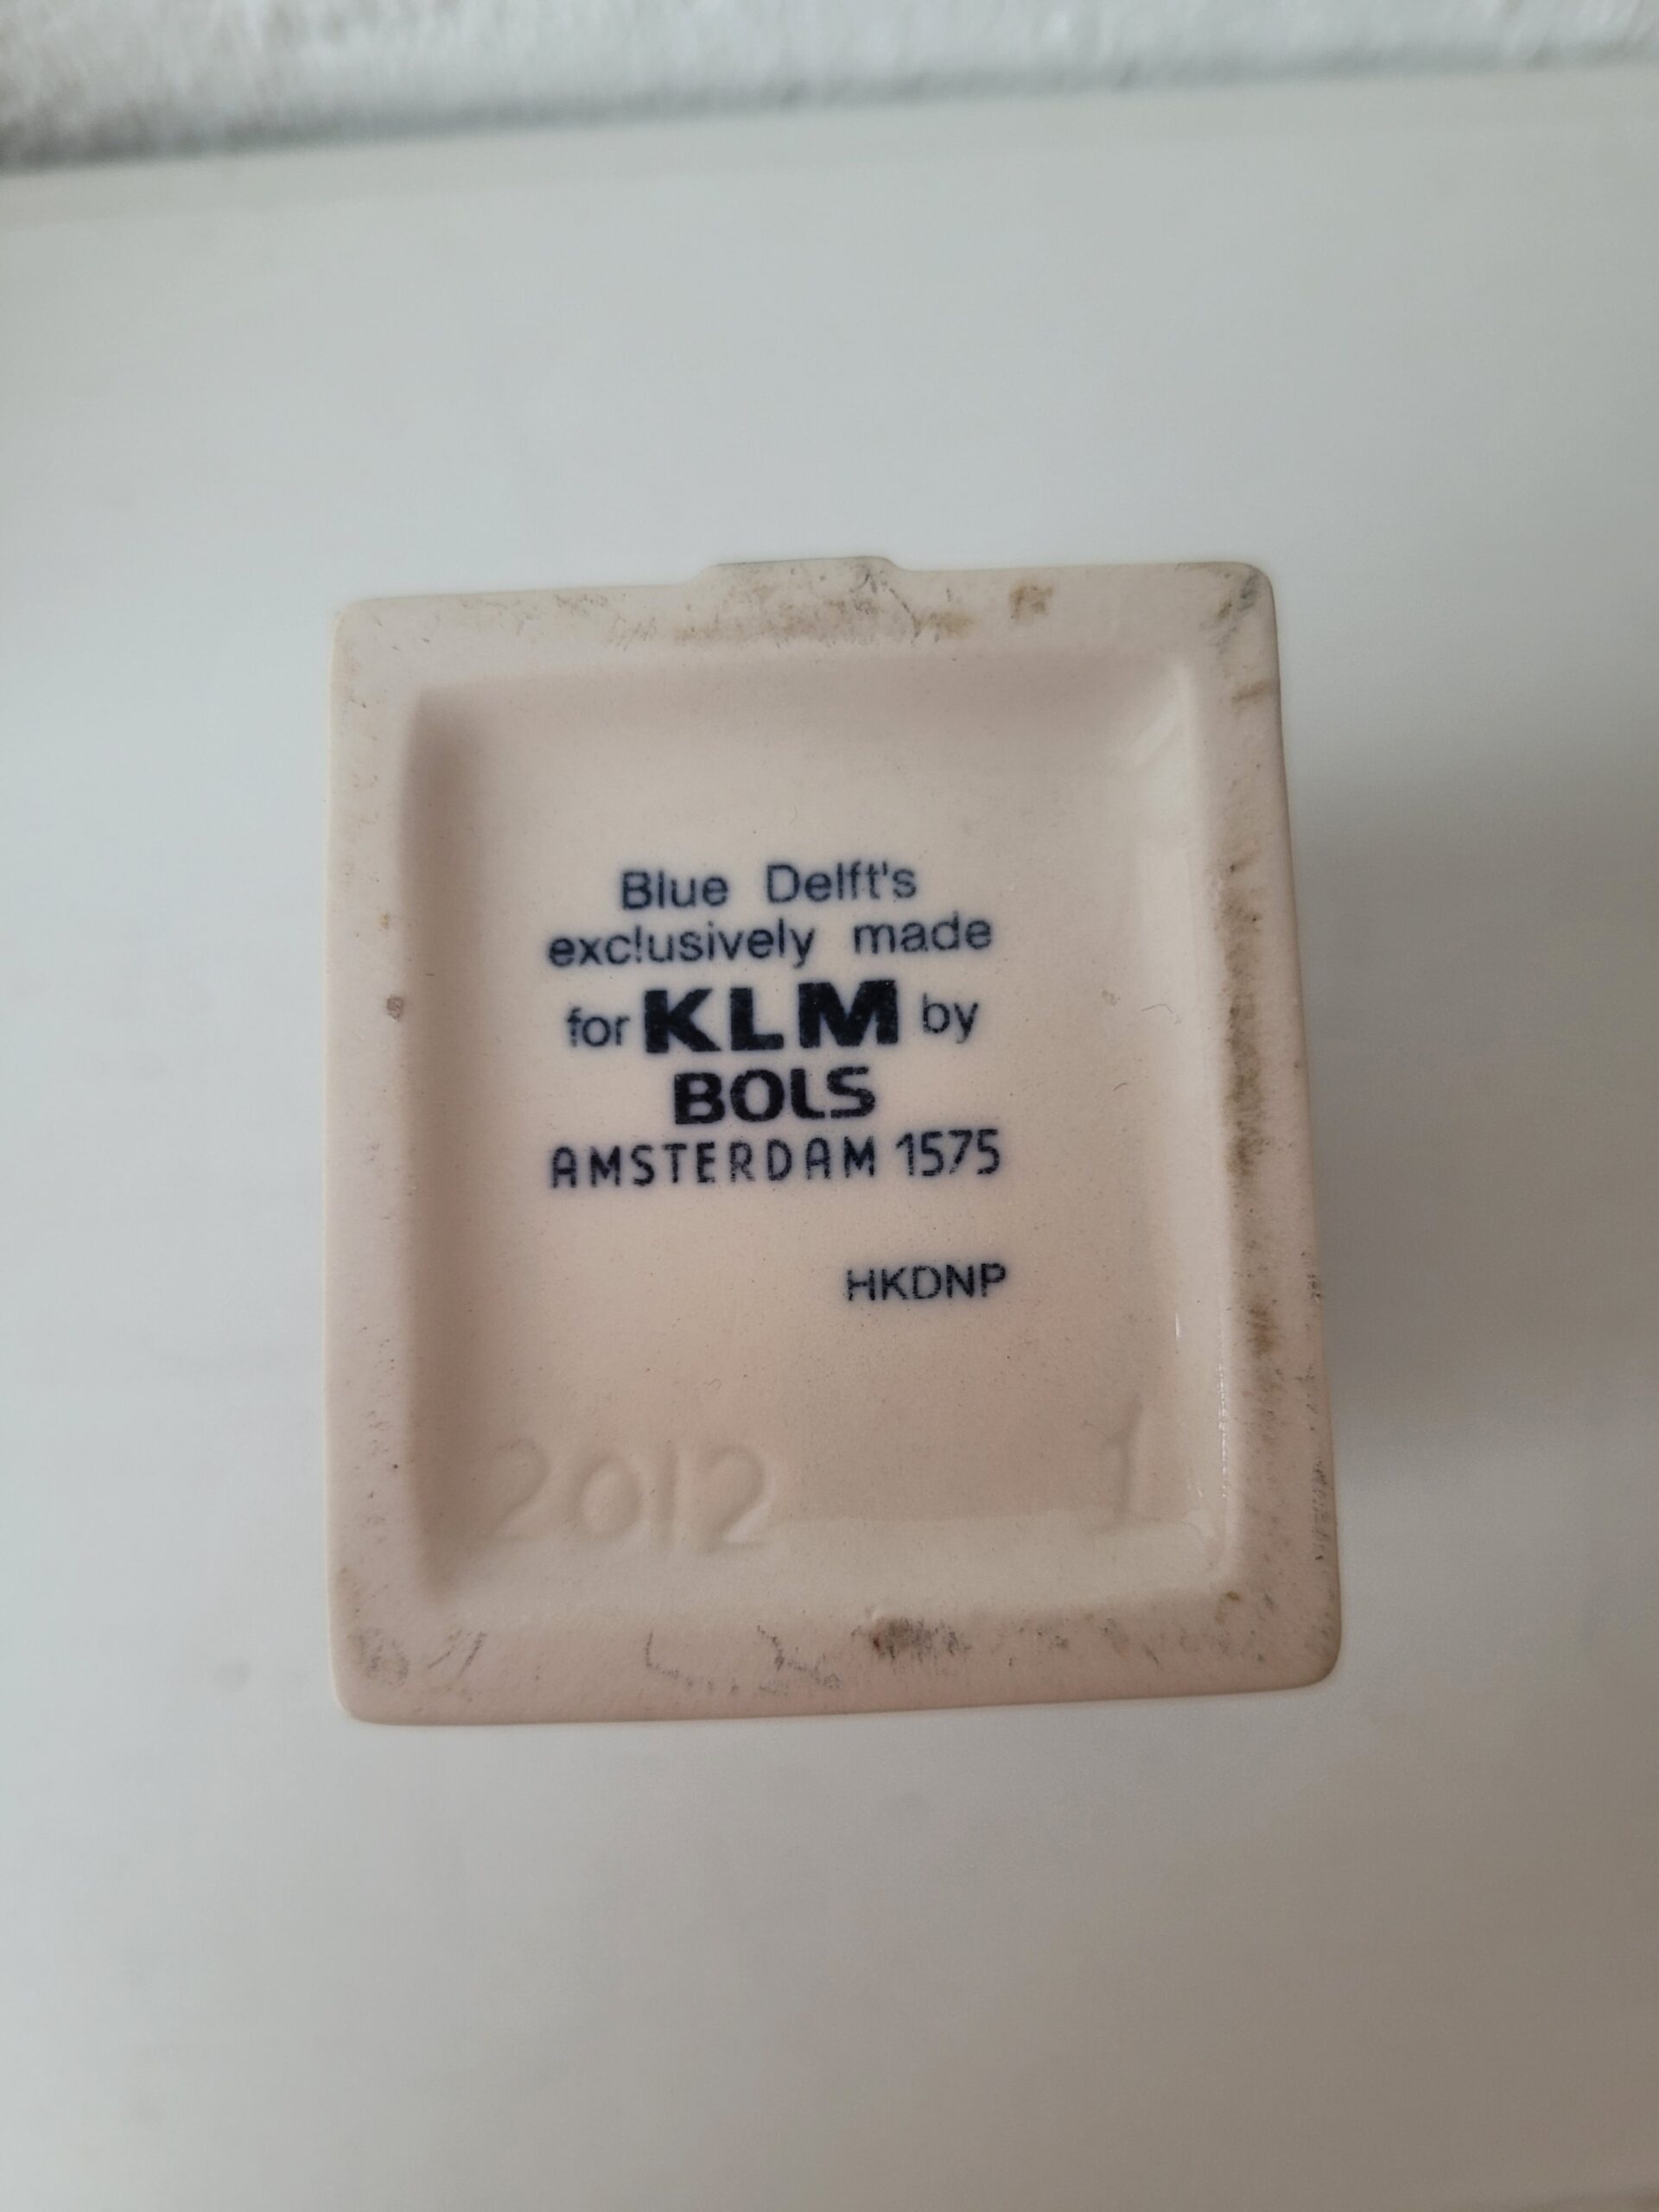 Blue Delft's
exclusively made
for KLM by
BOLS
AMSTERDAM 1575
HKDNP
2012 1